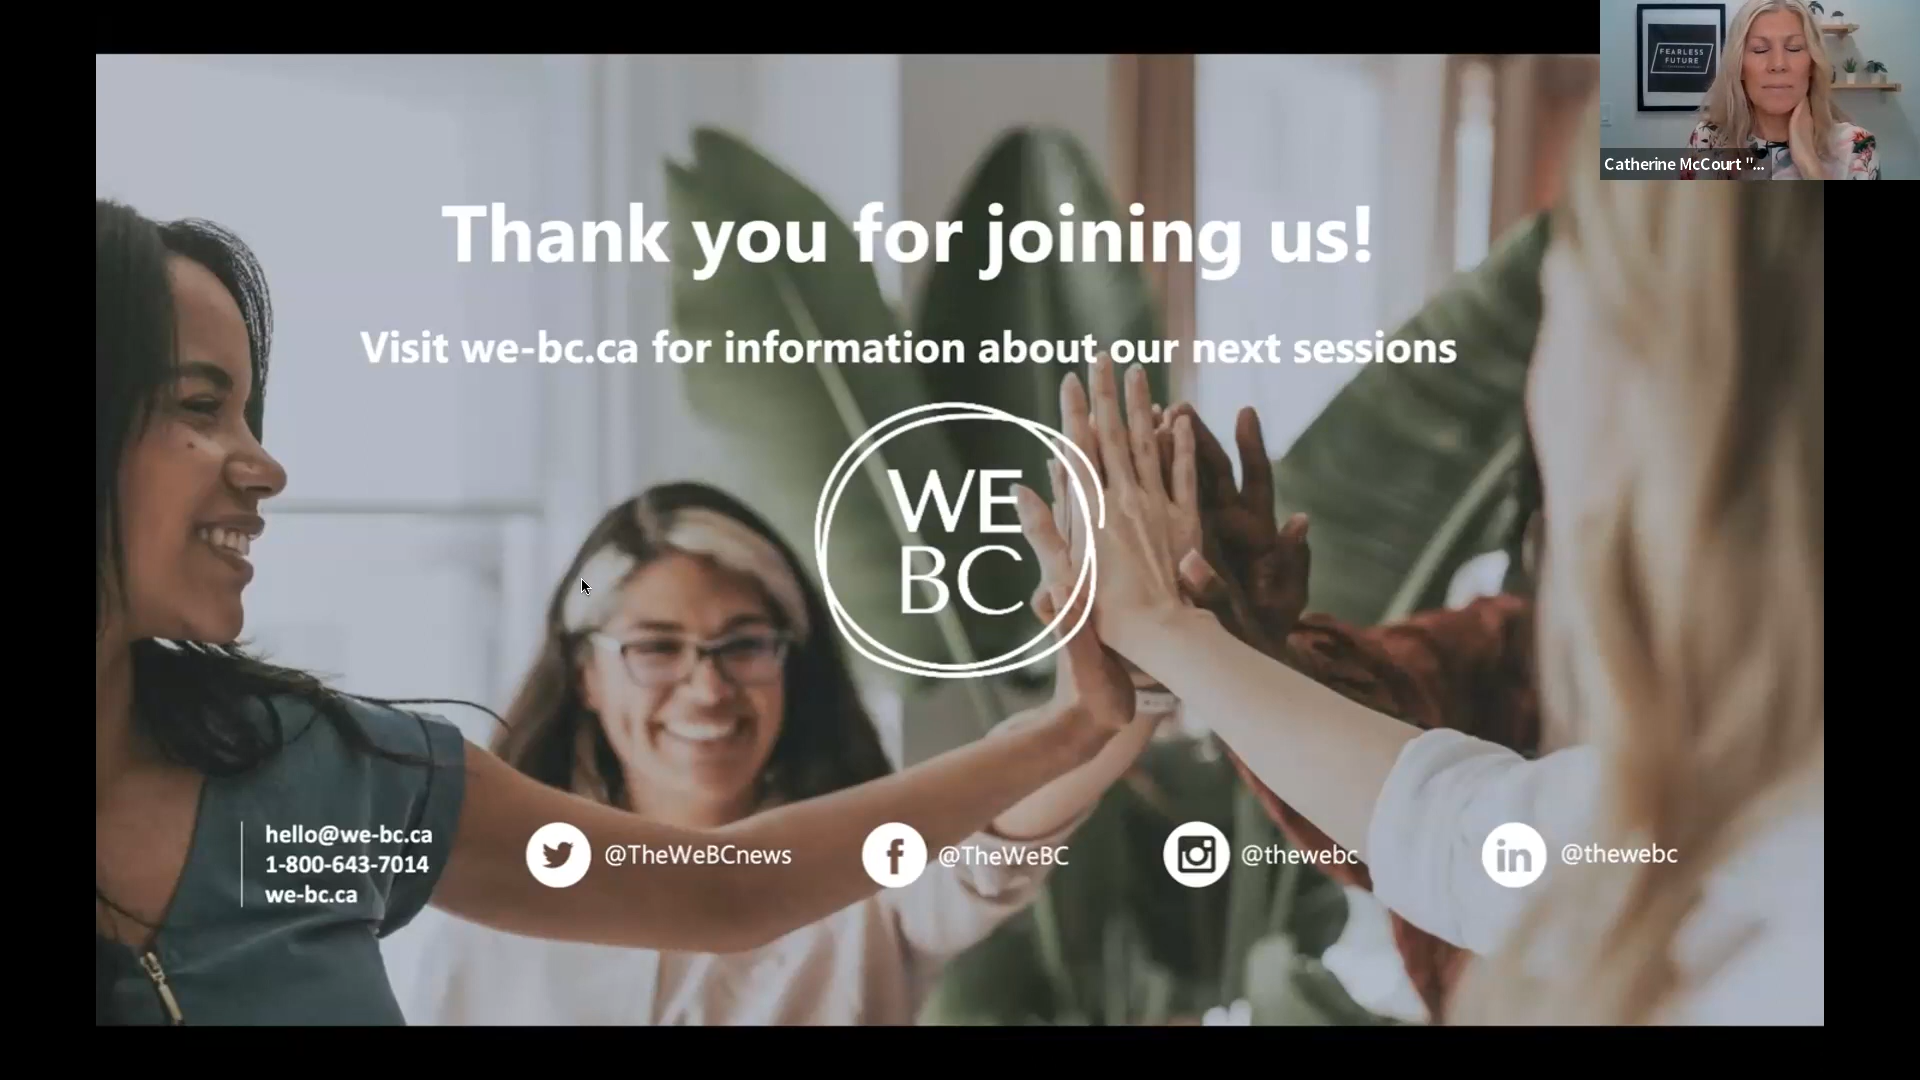 FEARLESS
FUTURE
Catherine McCourt "...
Thank you for joining us!
Visit we-bc.ca for information about our next sessions
WE
BC
hello@we-bc.ca
1-800-643-7014
we-bc.ca
@TheWeBCnews
@TheWeBC
@thewebc
@thewebc